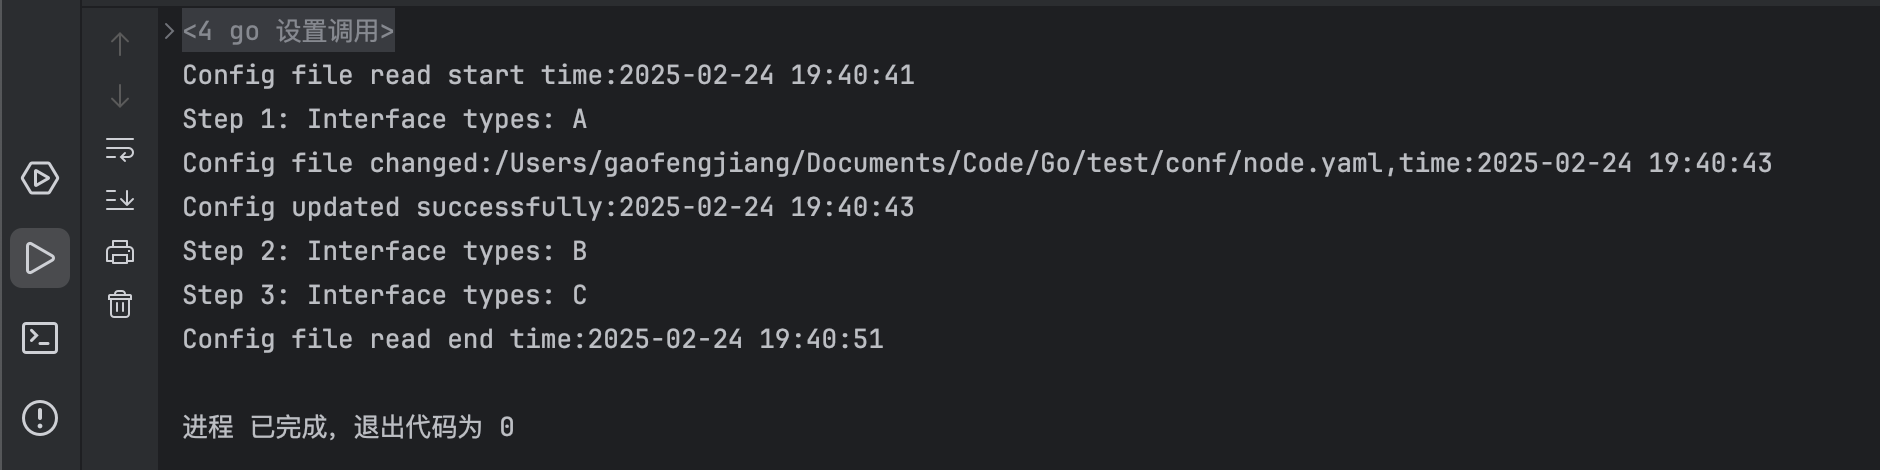 <4 go 设置调用>
Config file read start time:2025-02-24 19:40:41
Step 1: Interface types: A
Config file changed:/Users/gaofengjiang/Documents/Code/Go/test/conf/node.yaml,time:2025-02-24 19:40:43
Config updated successfully:2025-02-24 19:40:43
Step 2: Interface types: B
Step 3: Interface types: C
Config file read end time:2025-02-24 19:40:51
进程 已完成，退出代码为 0